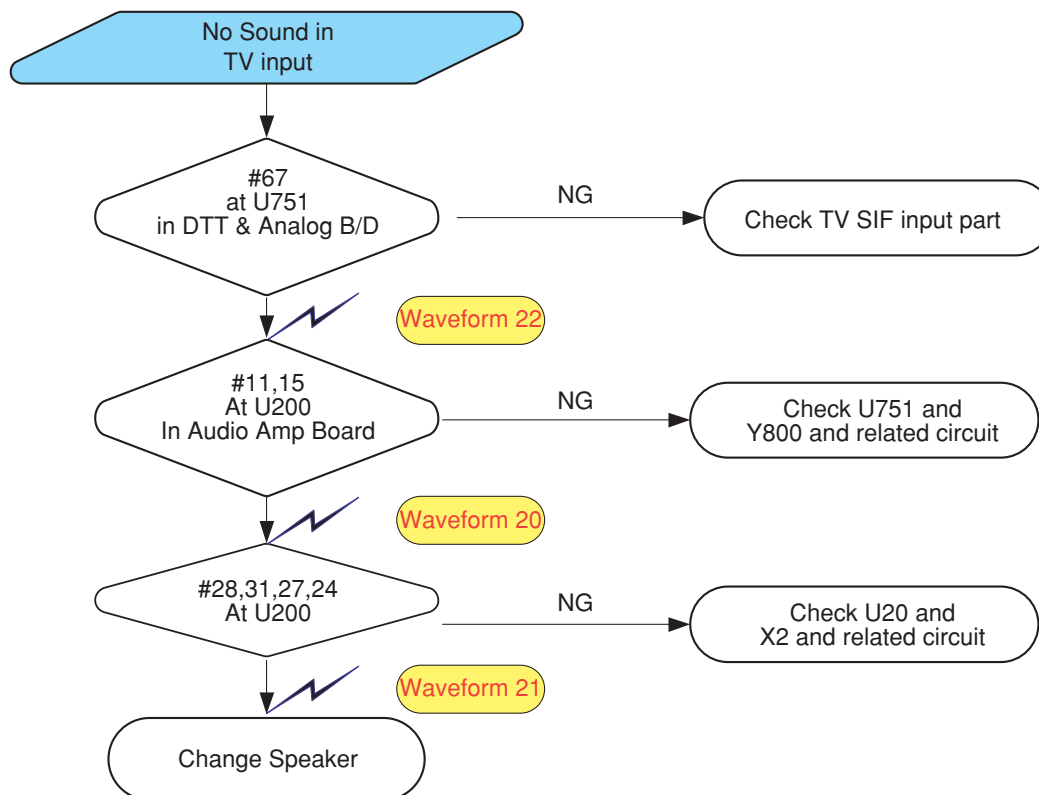 No Sound in
TV input
#67
at U751
in DTT & Analog B/D
NG
Check TV SIF input part
Waveform 22
#11,15
At U200
In Audio Amp Board
NG
Check U751 and
Y800 and related circuit
Waveform 20
#28,31,27,24
At U200
NG
Check U20 and
X2 and related circuit
Waveform 21
Change Speaker